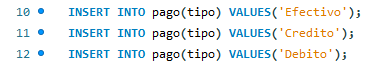 10 INSERT INTO pago(tipo) VALUES('Efectivo');
11 INSERT INTO pago(tipo) VALUES('Credito');
12 INSERT INTO pago(tipo) VALUES('Debito');